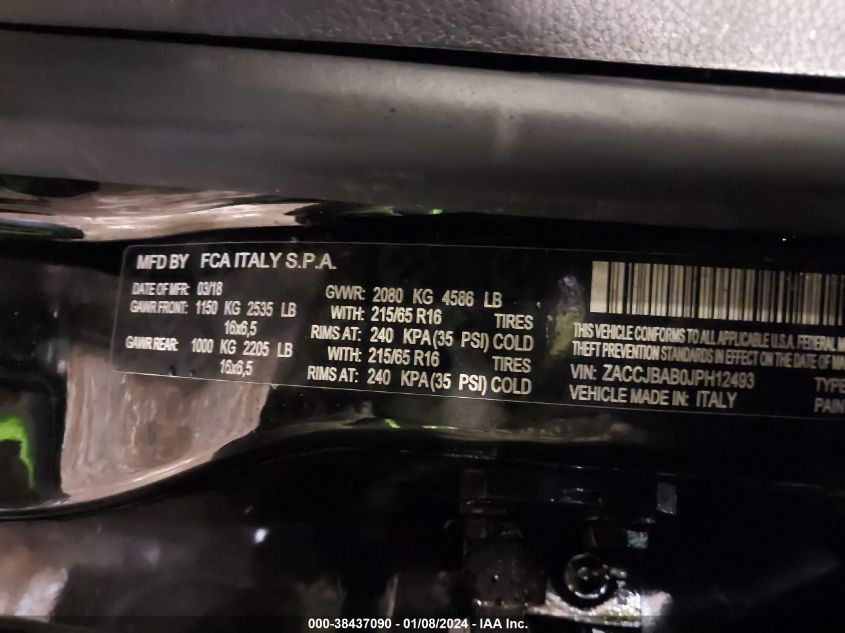 MFD BY FCA ITALY S.P.A.
DATE OF MFR: 03/18
GAWR FRONT: 1150 KG 2535 LB
16x6,5
GAWR REAR: 1000 KG 2205 LB
16x6,5
GVWR: 2080 KG 4586 LB
WITH: 215/65 R16 TIRES
RIMS AT: 240 KPA(35 PSI) COLD
WITH: 215/65 R16 TIRES
RIMS AT: 240 KPA(35 PSI) COLD
THIS VEHICLE CONFORMS TO ALL APPLICABLE U.S.A. FEDERAL
THEFT PREVENTION STANDARDS IN EFFECT ON THE
VIN: ZACCJBAB0JPH12493 TYPE
VEHICLE MADE IN: ITALY
000-38437090 - 01/08/2024 - IAA Inc.